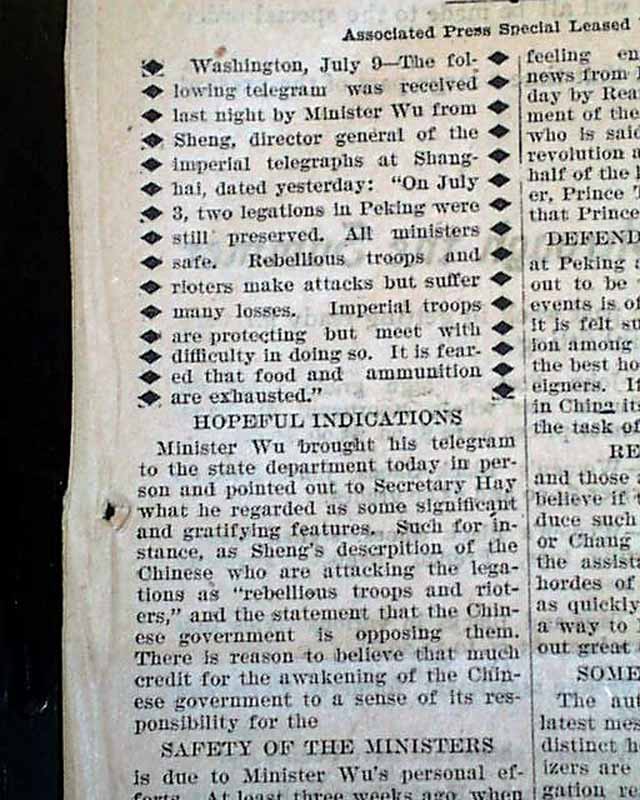 Associated Press Special Leased
Washington, July 9—The fol-
lowing telegram was received
last night by Minister Wu from
Sheng, director general of the
imperial telegraphs at Shang-
hai, dated yesterday: "On July
3, two legations in Peking were
still preserved. All ministers
safe. Rebellious troops and
rioters make attacks but suffer
many losses. Imperial troops
are protecting but meet with
difficulty in doing so. It is fear-
ed that food and ammunition
are exhausted."
HOPEFUL INDICATIONS
Minister Wu brought his telegram
to the state department today in per-
son and pointed out to Secretary Hay
what he regarded as some significant
and gratifying features. Such for in-
stance, as Sheng's descrpition of the
Chinese who are attacking the lega-
tions as "rebellious troops and riot-
ers," and the statement that the Chin-
ese government is opposing them.
There is reason to believe that much
credit for the awakening of the Chin-
ese government to a sense of its res-
ponsibility for the
SAFETY OF THE MINISTERS
is due to Minister Wu's personal ef-
forts. At least three weeks ago when
feeling en
news from
day by Rea
ment of the
who is said
revolution a
half of the
er, Prince T
that Prince
DEFEND
at Peking a
out to be
events is of
it is felt su
ion among
the best ho
eigners. It
in China its
the task of
RE
and those a
believe if
duce such
or Chang
the assista
hordes of
as quickly
a way to
out great
SOME
The aut
latest mes
distinct h
izers are
gation re